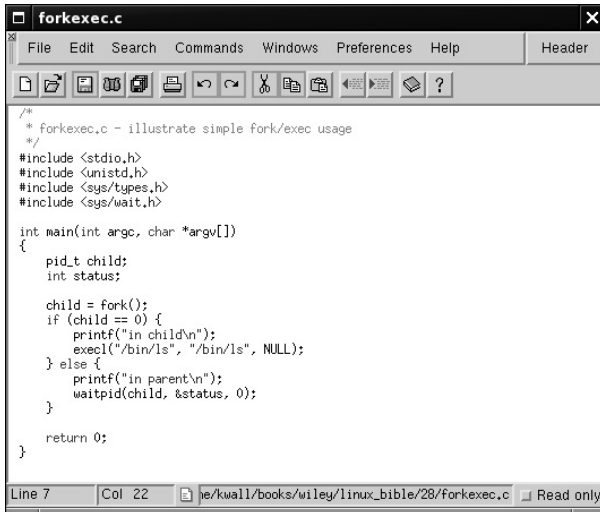 forkexec.c
File Edit Search Commands Windows Preferences Help Header
/*
 * forkexec.c - illustrate simple fork/exec usage
 */
#include <stdio.h>
#include <unistd.h>
#include <sys/types.h>
#include <sys/wait.h>

int main(int argc, char *argv[])
{
    pid_t child;
    int status;

    child = fork();
    if (child == 0) {
        printf("in child\n");
        execl("/bin/ls", "/bin/ls", NULL);
    } else {
        printf("in parent\n");
        waitpid(child, &status, 0);
    }

    return 0;
}
Line 7 Col 22 ne/kwall/books/wiley/linux_bible/28/forkexec.c Read only